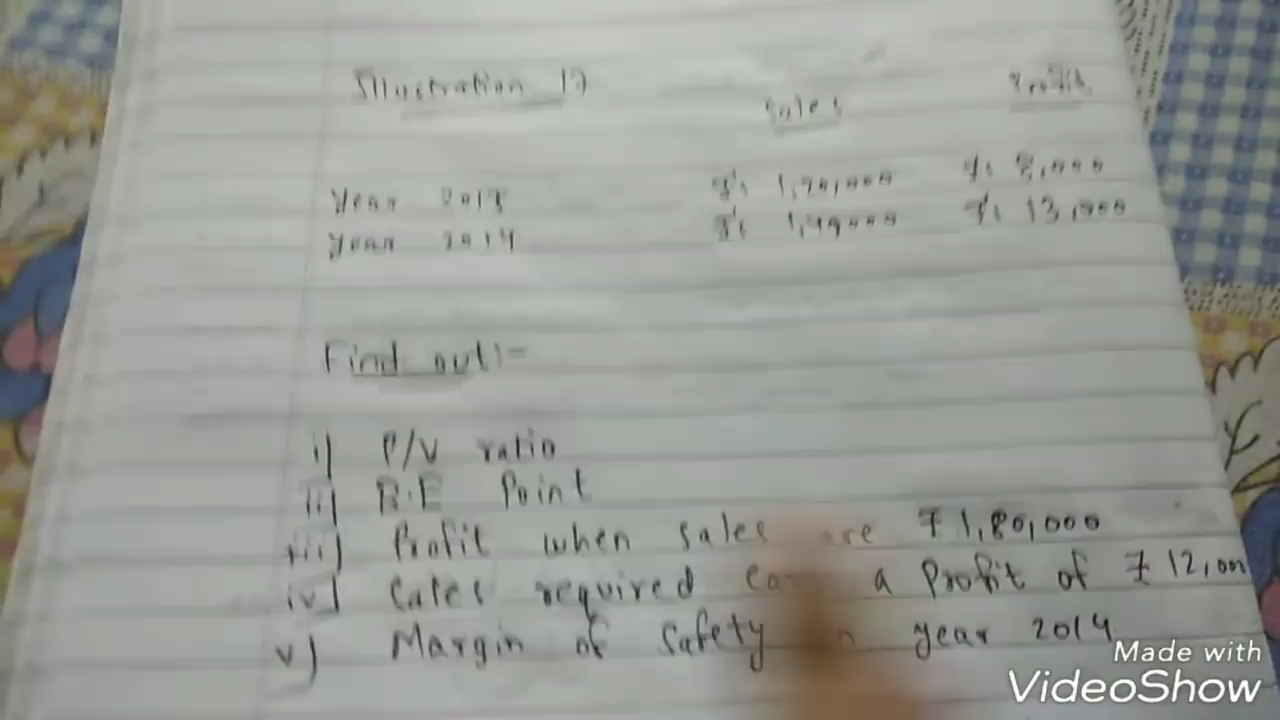 Illustration 17
Sales Profit
Year 2013 ₹. 1,20,000 ₹. 8,000
Year 2014 ₹. 1,40000 ₹. 13,000
Find out:-
i) P/V ratio
ii) B.E Point
iii) Profit when sales are ₹ 1,80,000
iv) Sales required a Profit of ₹ 12,000
v) Margin of safety year 2014
Made with
VideoShow